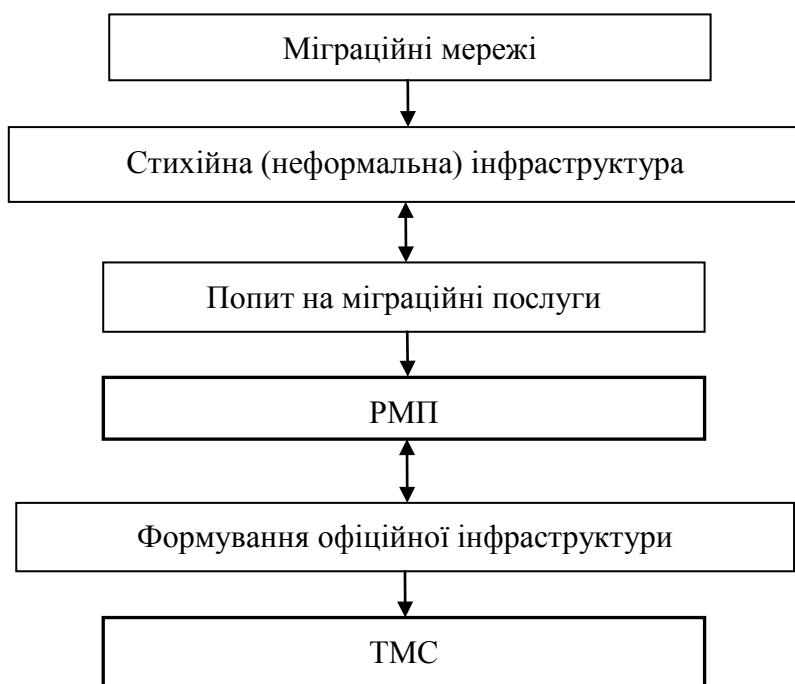 Міграційні мережі
Стихійна (неформальна) інфраструктура
Попит на міграційні послуги
РМП
Формування офіційної інфраструктури
ТМС